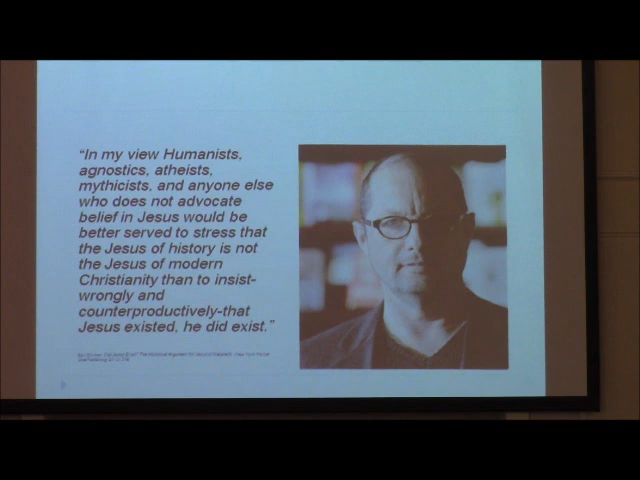 “In my view Humanists,
agnostics, atheists,
mythicists, and anyone else
who does not advocate
belief in Jesus would be
better served to stress that
the Jesus of history is not
the Jesus of modern
Christianity than to insist-
wrongly and
counterproductively-that
Jesus existed, he did exist.”